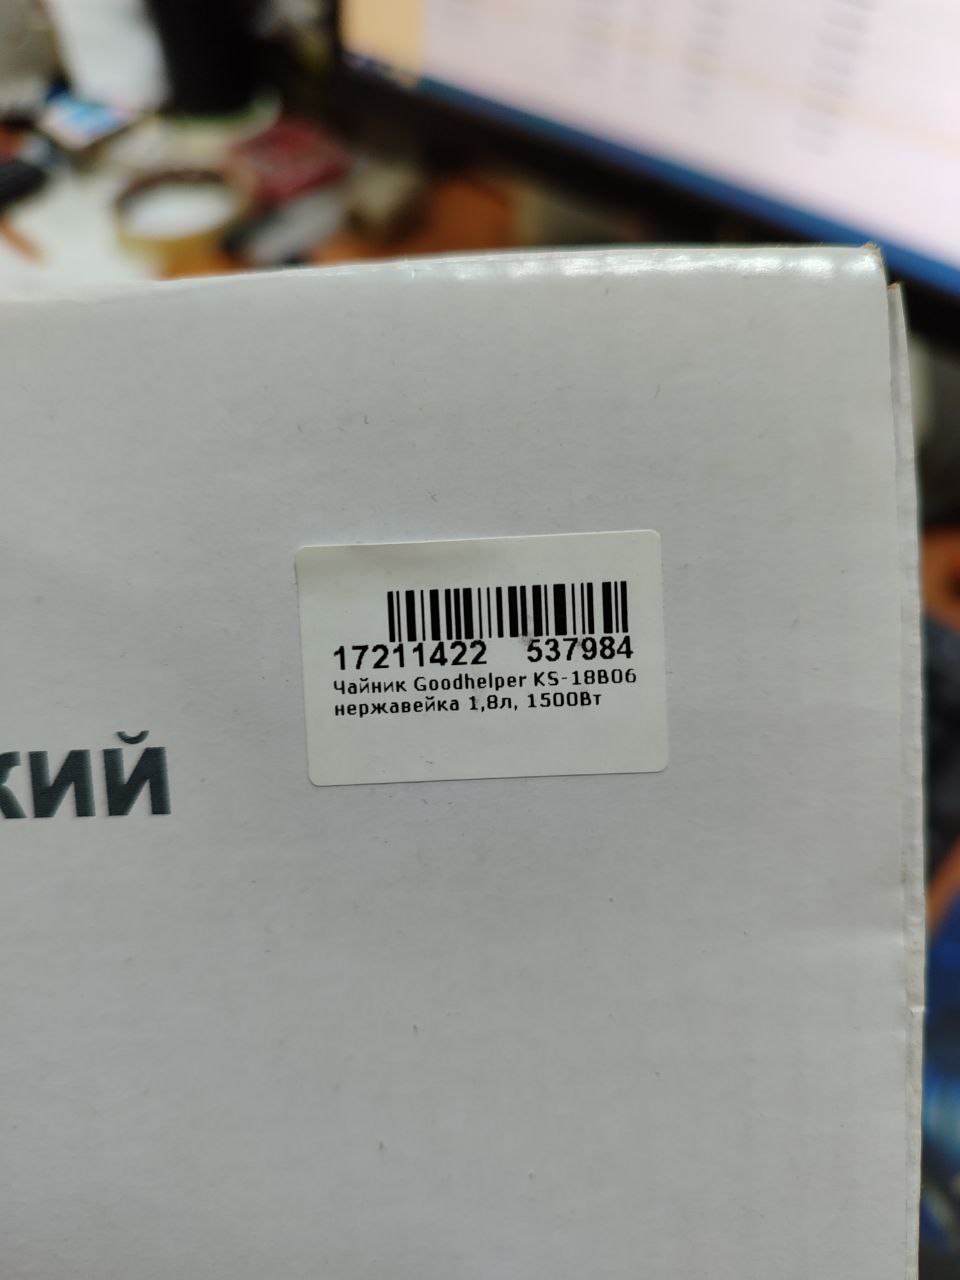 17211422 537984
Чайник Goodhelper KS-18B06
нержавейка 1,8л, 1500Вт
кий